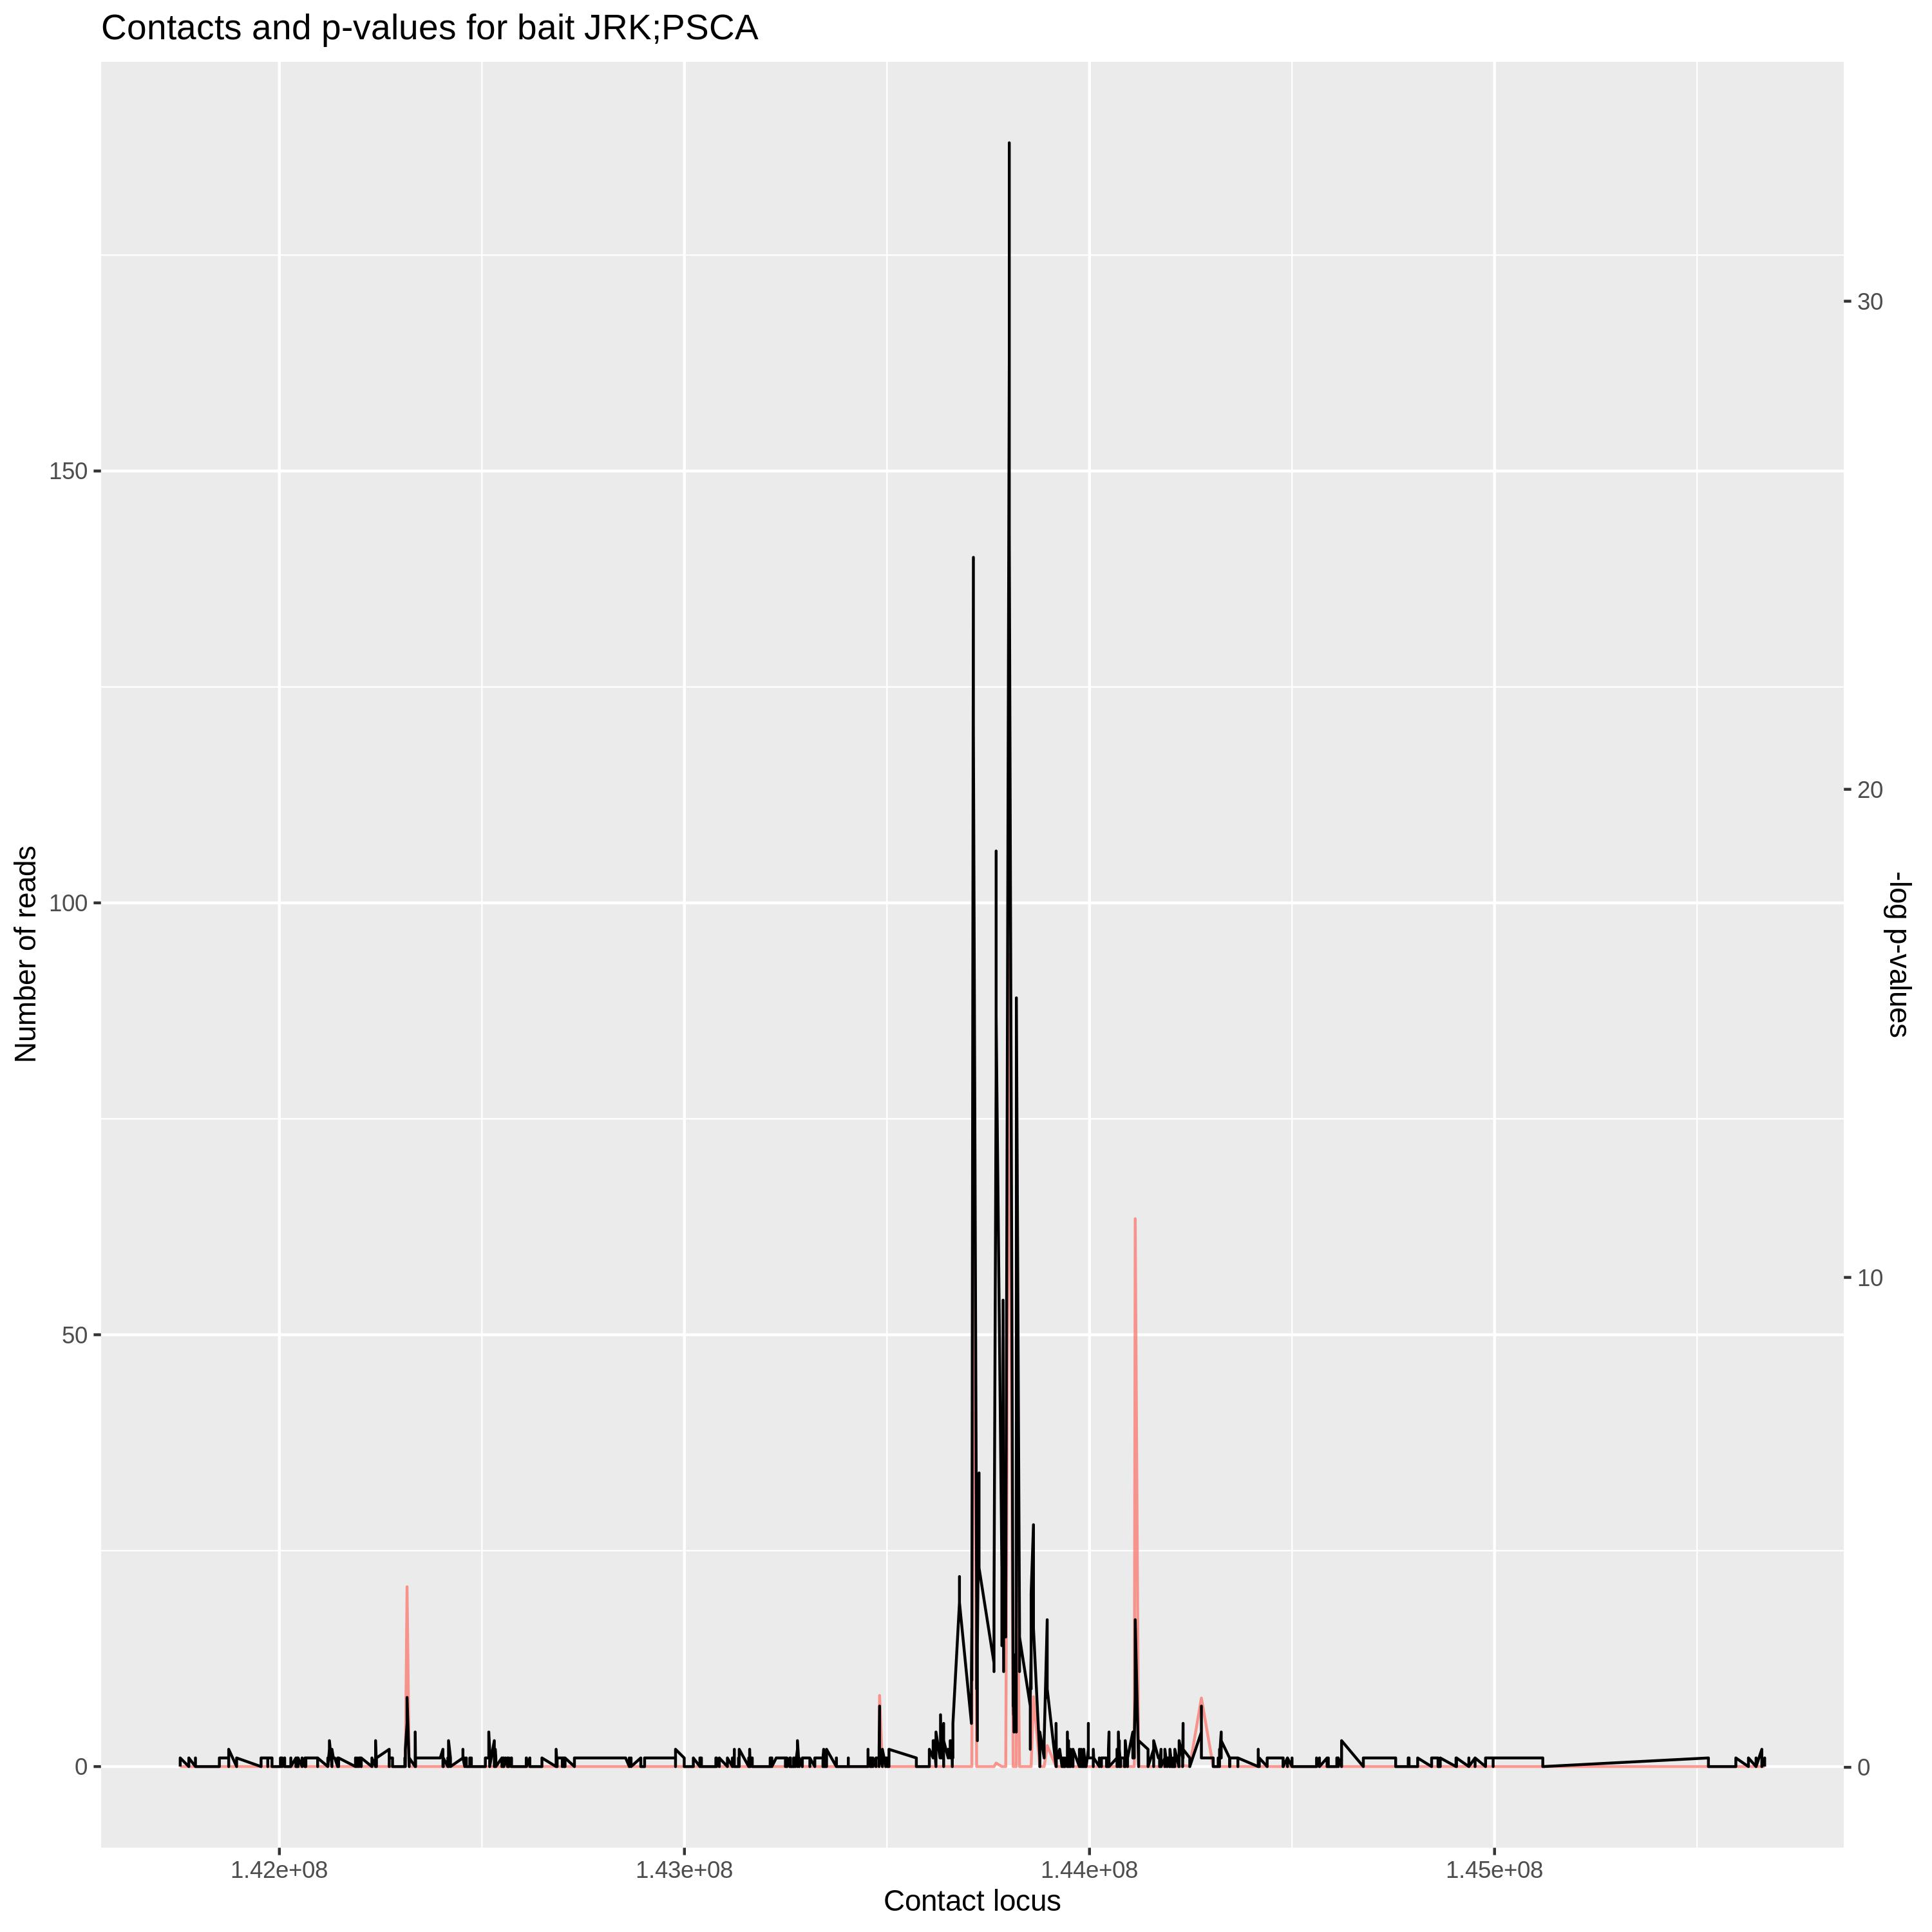 Contacts and p-values for bait JRK;PSCA
Number of reads
150
100
50
0
30
20
10
0
-log p-values
1.42e+08
1.43e+08
1.44e+08
1.45e+08
Contact locus